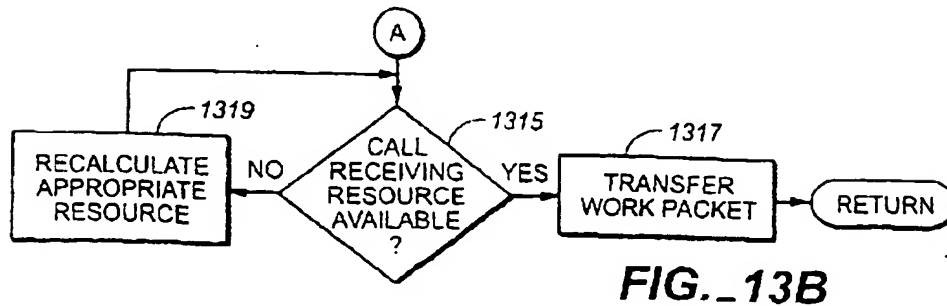 A
1319
RECALCULATE
APPROPRIATE
RESOURCE
NO
1315
CALL
RECEIVING
RESOURCE
AVAILABLE
?
YES
1317
TRANSFER
WORK PACKET
RETURN
FIG._13B